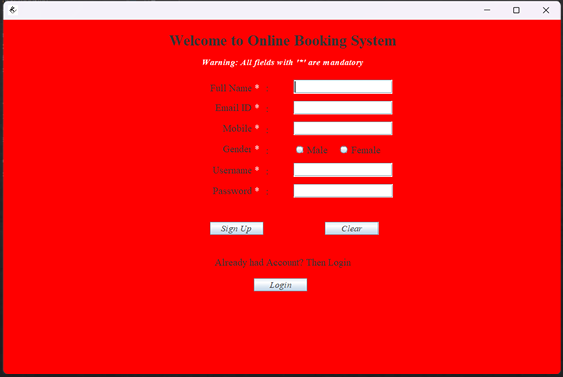 Welcome to Online Booking System
Warning: All fields with '*' are mandatory
Full Name * :
Email ID * :
Mobile * :
Gender * : Male Female
Username * :
Password * :
Sign Up Clear
Already had Account? Then Login.
Login